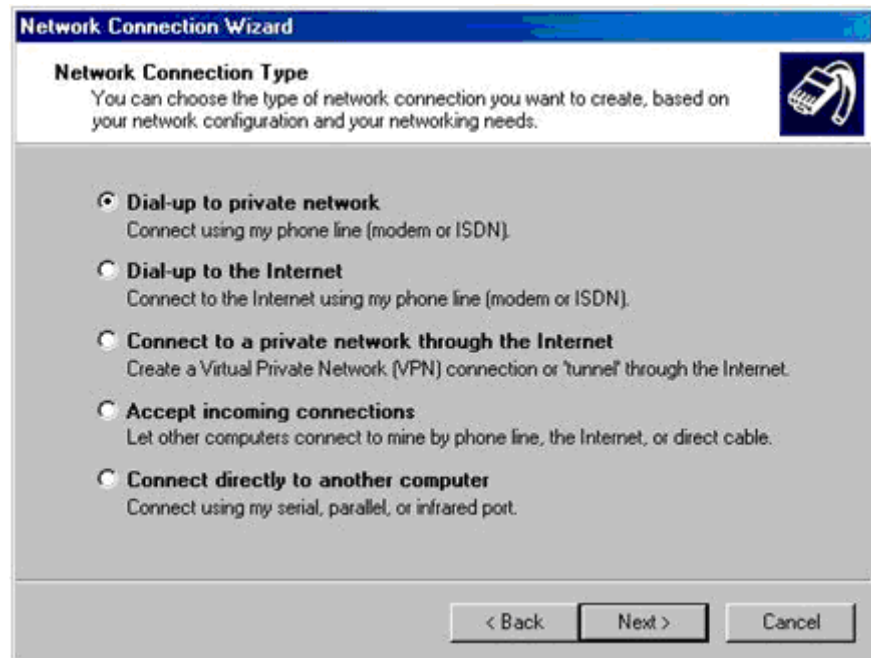 Network Connection Wizard
Network Connection Type
You can choose the type of network connection you want to create, based on
your network configuration and your networking needs.
Dial-up to private network
Connect using my phone line (modem or ISDN).
Dial-up to the Internet
Connect to the Internet using my phone line (modem or ISDN).
Connect to a private network through the Internet
Create a Virtual Private Network (VPN) connection or 'tunnel' through the Internet.
Accept incoming connections
Let other computers connect to mine by phone line, the Internet, or direct cable.
Connect directly to another computer
Connect using my serial, parallel, or infrared port.
< Back Next > Cancel